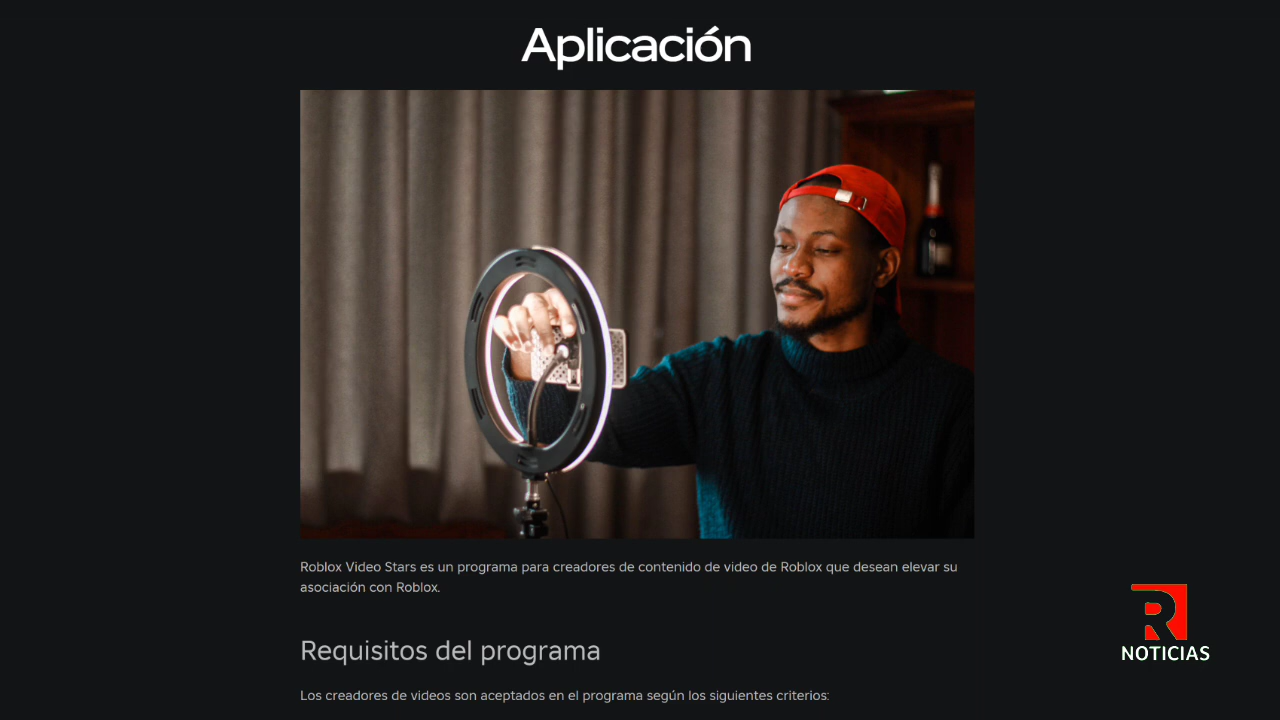 Aplicación
Roblox Video Stars es un programa para creadores de contenido de video de Roblox que desean elevar su
asociación con Roblox.
Requisitos del programa
Los creadores de videos son aceptados en el programa según los siguientes criterios:
R
NOTICIAS